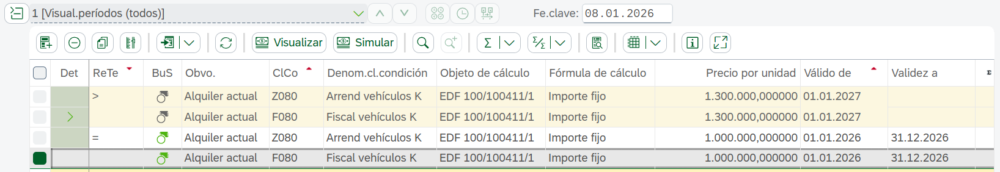 1 [Visual.períodos (todos)] Fe.clave: 08.01.2026
Visualizar Simular
Det ReTe BuS Obvo. ClCo Denom.cl.condición Objeto de cálculo Fórmula de cálculo Precio por unidad Válido de Validez a
> Alquiler actual Z080 Arrend vehículos K EDF 100/100411/1 Importe fijo 1.300.000,000000 01.01.2027
Alquiler actual F080 Fiscal vehículos K EDF 100/100411/1 Importe fijo 1.300.000,000000 01.01.2027
= Alquiler actual Z080 Arrend vehículos K EDF 100/100411/1 Importe fijo 1.000.000,000000 01.01.2026 31.12.2026
Alquiler actual F080 Fiscal vehículos K EDF 100/100411/1 Importe fijo 1.000.000,000000 01.01.2026 31.12.2026